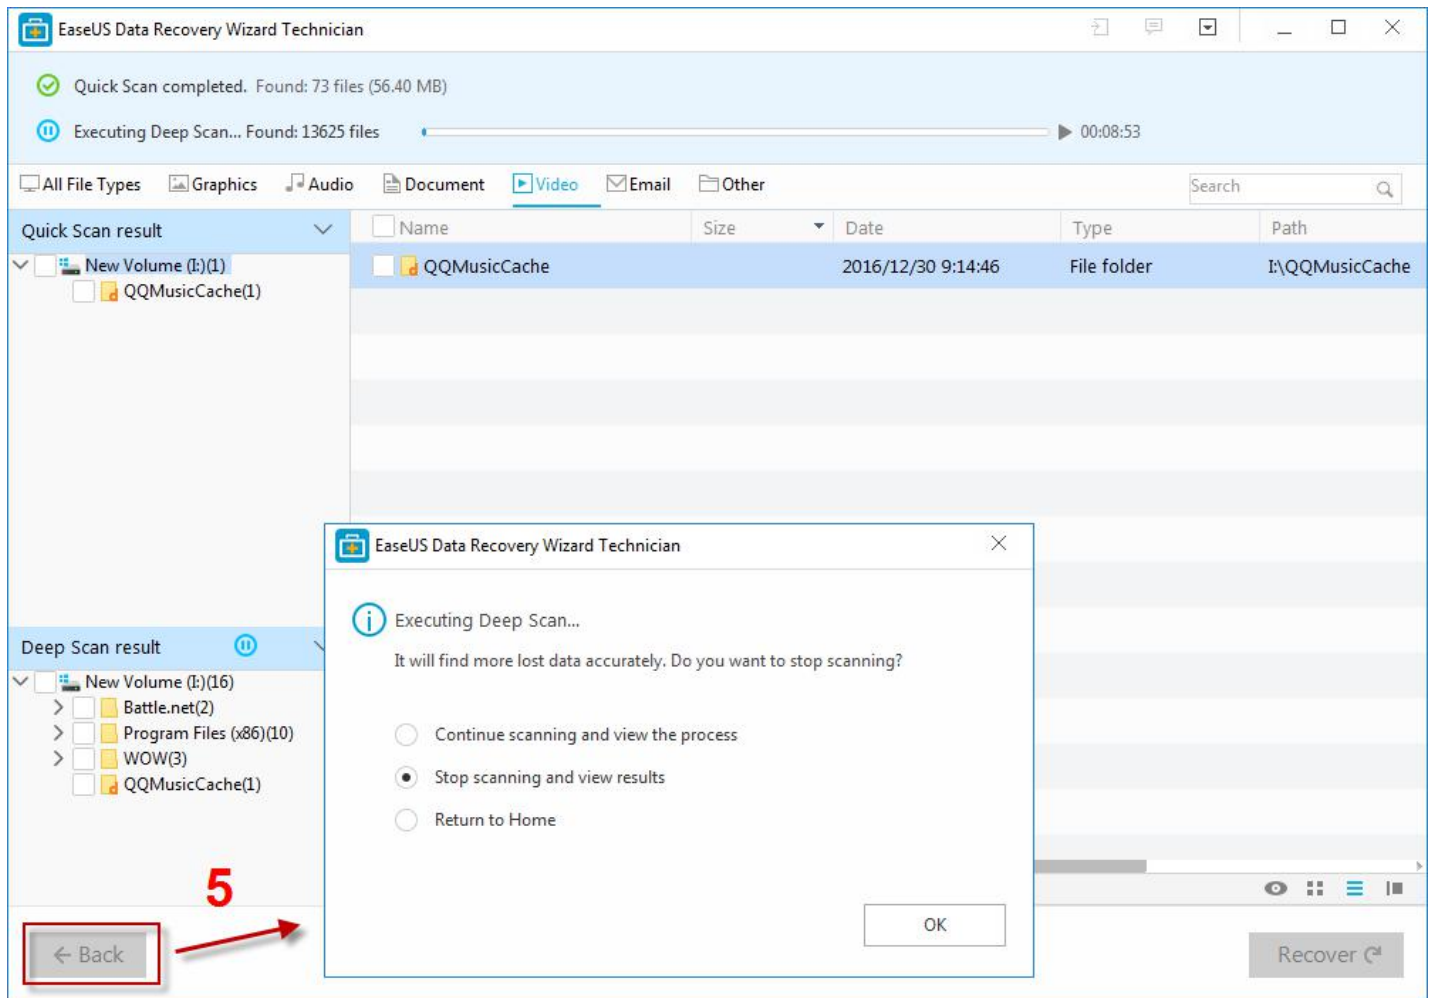 EaseUS Data Recovery Wizard Technician
Quick Scan completed. Found: 73 files (56.40 MB)
Executing Deep Scan... Found: 13625 files 00:08:53
All File Types Graphics Audio Document Video Email Other Search
Quick Scan result Name Size Date Type Path
New Volume (I:)(1) QQMusicCache 2016/12/30 9:14:46 File folder I:\QQMusicCache
QQMusicCache(1)
EaseUS Data Recovery Wizard Technician
Executing Deep Scan...
It will find more lost data accurately. Do you want to stop scanning?
Continue scanning and view the process
Stop scanning and view results
Return to Home
OK
Deep Scan result
New Volume (I:)(16)
Battle.net(2)
Program Files (x86)(10)
WOW(3)
QQMusicCache(1)
5
← Back
Recover